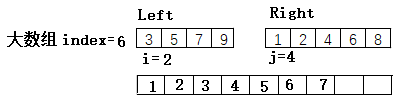 Left Right
大数组index=6 3 5 7 9 1 2 4 6 8
i=2 j=4
1 2 3 4 5 6 7